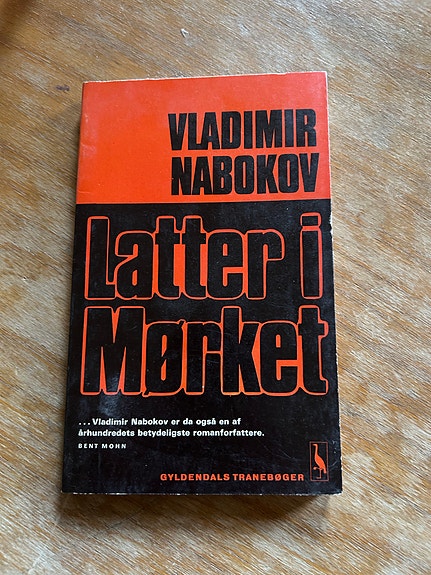 VLADIMIR
NABOKOV
Latter i
Mørket
...Vladimir Nabokov er da også en af
århundredets betydeligste romanforfattere.
BENT MOHN
GYLDENDALS TRANEBØGER